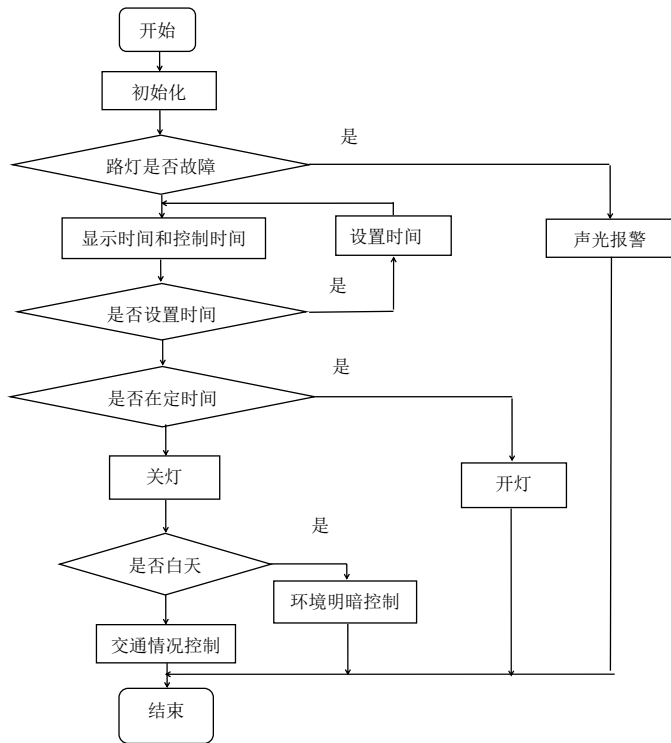 开始
初始化
是
路灯是否故障
显示时间和控制时间
设置时间
声光报警
是
是否设置时间
是
是否在定时间
关灯
开灯
是
是否白天
环境明暗控制
交通情况控制
结束